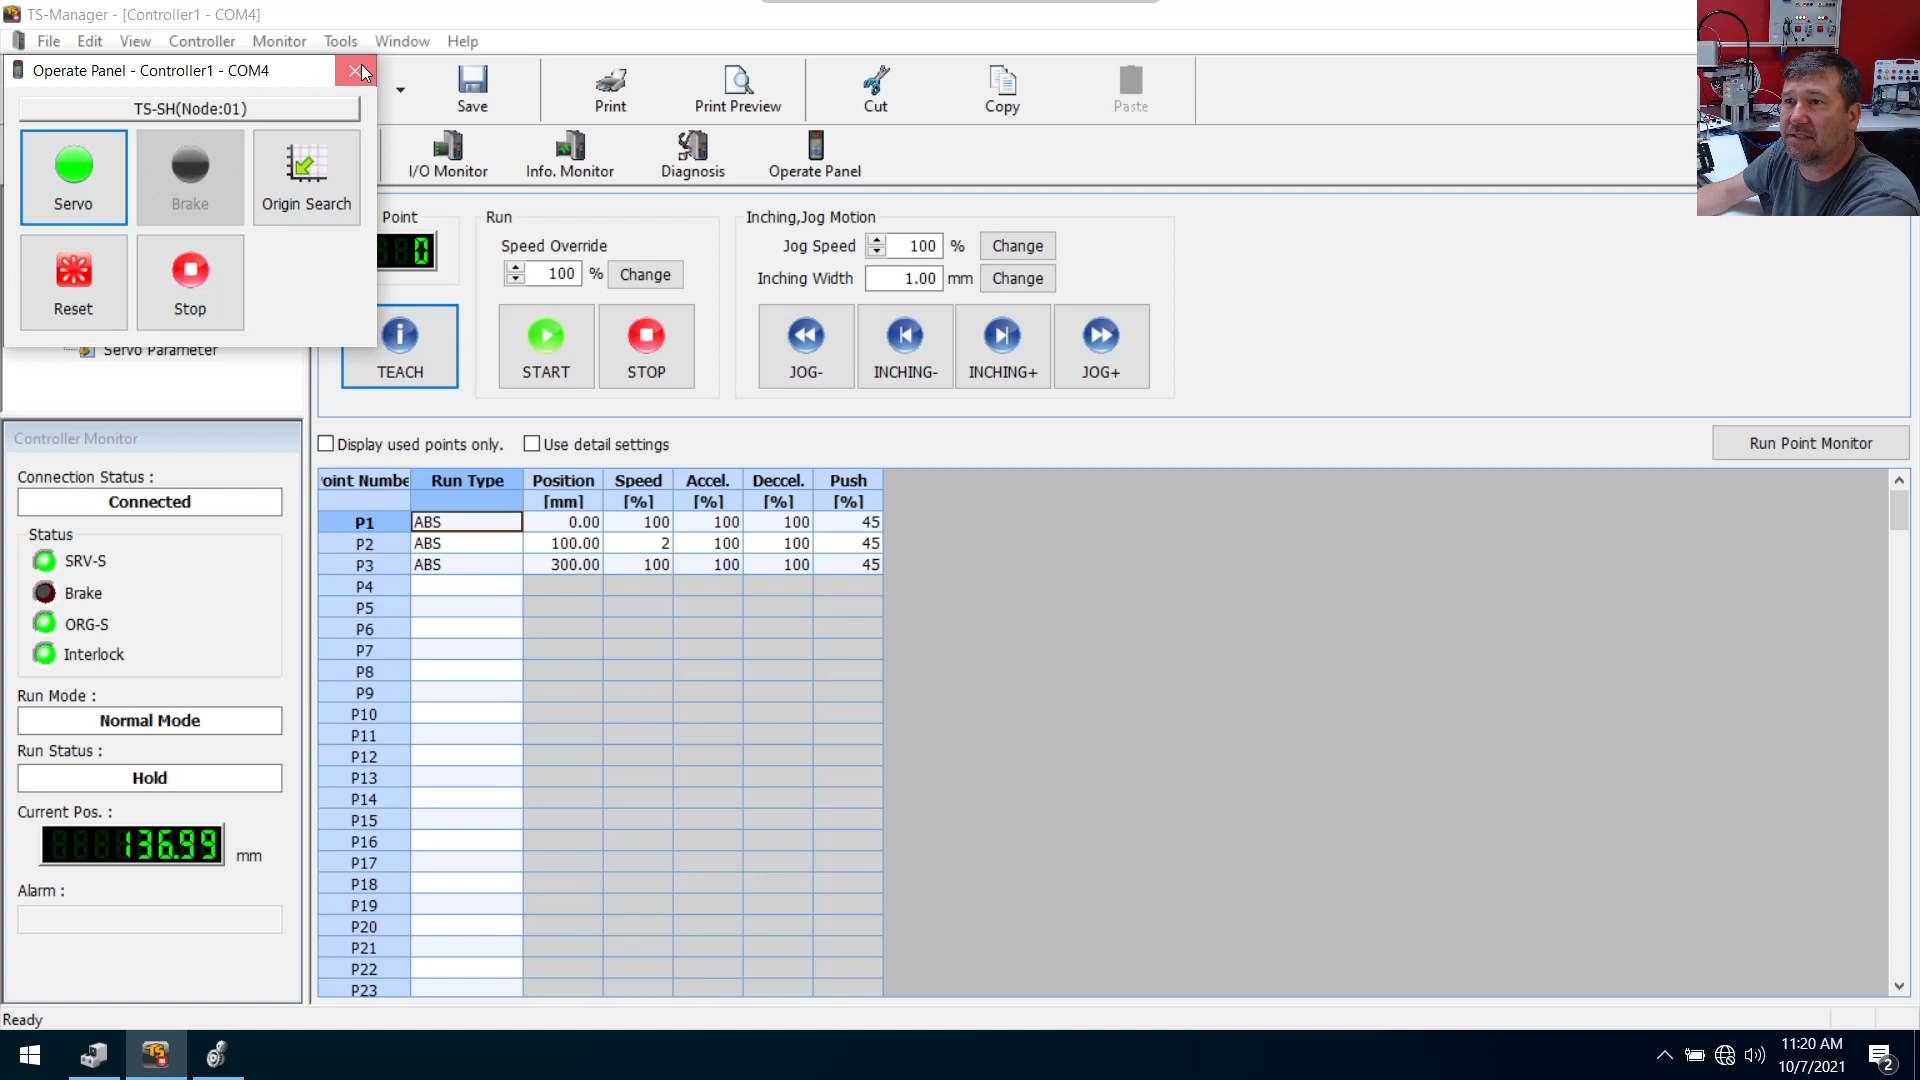 TS-Manager - [Controller1 - COM4]
File Edit View Controller Monitor Tools Window Help
Operate Panel - Controller1 - COM4
TS-SH(Node:01)
Servo Brake Origin Search
Reset Stop
Save Print Print Preview Cut Copy Paste
I/O Monitor Info. Monitor Diagnosis Operate Panel
Point
0
Run
Speed Override
100 % Change
Inching,Jog Motion
Jog Speed 100 % Change
Inching Width 1.00 mm Change
TEACH START STOP JOG- INCHING- INCHING+ JOG+
Servo Parameter
Display used points only. Use detail settings Run Point Monitor
Controller Monitor
Connection Status :
Connected
Status
SRV-S
Brake
ORG-S
Interlock
Run Mode :
Normal Mode
Run Status :
Hold
Current Pos. :
136.99 mm
Alarm :
oint Numbe Run Type Position Speed Accel. Deccel. Push
[mm] [%] [%] [%] [%]
P1 ABS 0.00 100 100 100 45
P2 ABS 100.00 2 100 100 45
P3 ABS 300.00 100 100 100 45
P4
P5
P6
P7
P8
P9
P10
P11
P12
P13
P14
P15
P16
P17
P18
P19
P20
P21
P22
P23
Ready
TS
11:20 AM
10/7/2021
2